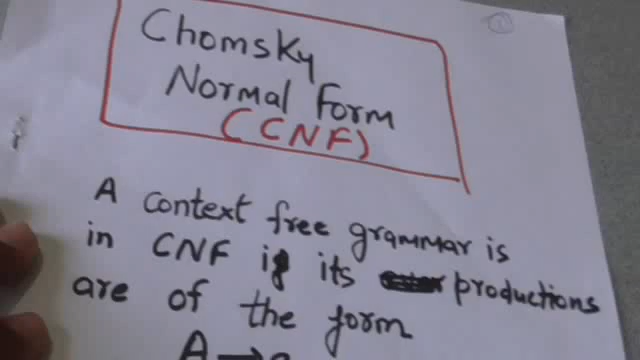 Chomsky
Normal Form
(CNF)
A context free grammar is
in CNF if its productions
are of the form
A →